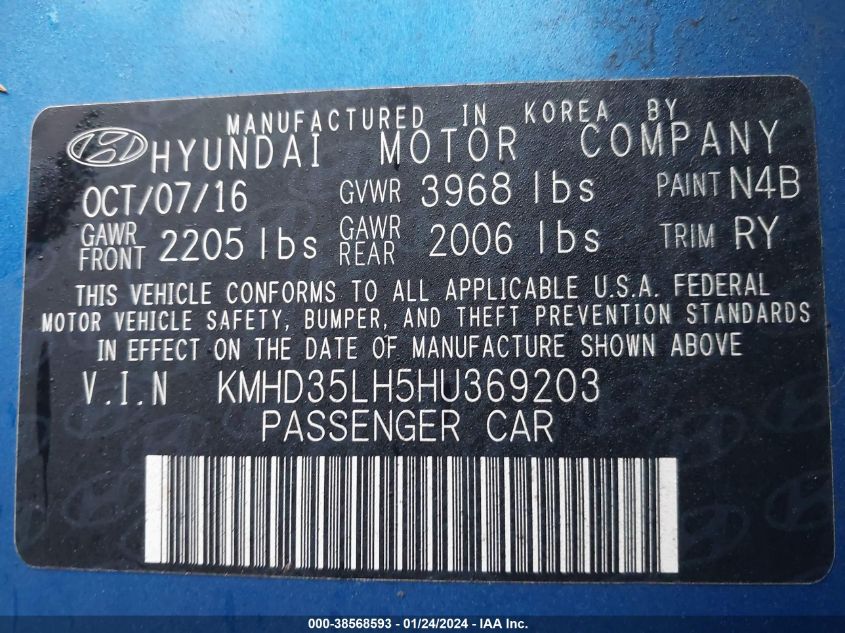 MANUFACTURED IN KOREA BY
HYUNDAI MOTOR COMPANY
OCT/07/16 GVWR 3968 lbs PAINT N4B
GAWR FRONT 2205 lbs GAWR REAR 2006 lbs TRIM RY
THIS VEHICLE CONFORMS TO ALL APPLICABLE U.S.A. FEDERAL
MOTOR VEHICLE SAFETY, BUMPER, AND THEFT PREVENTION STANDARDS
IN EFFECT ON THE DATE OF MANUFACTURE SHOWN ABOVE
V.I.N KMHD35LH5HU369203
PASSENGER CAR
000-38568593 - 01/24/2024 - IAA Inc.